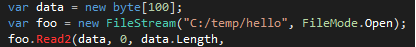 var data = new byte[100];
var foo = new FileStream("C:/temp/hello", FileMode.Open);
foo.Read2(data, 0, data.Length,